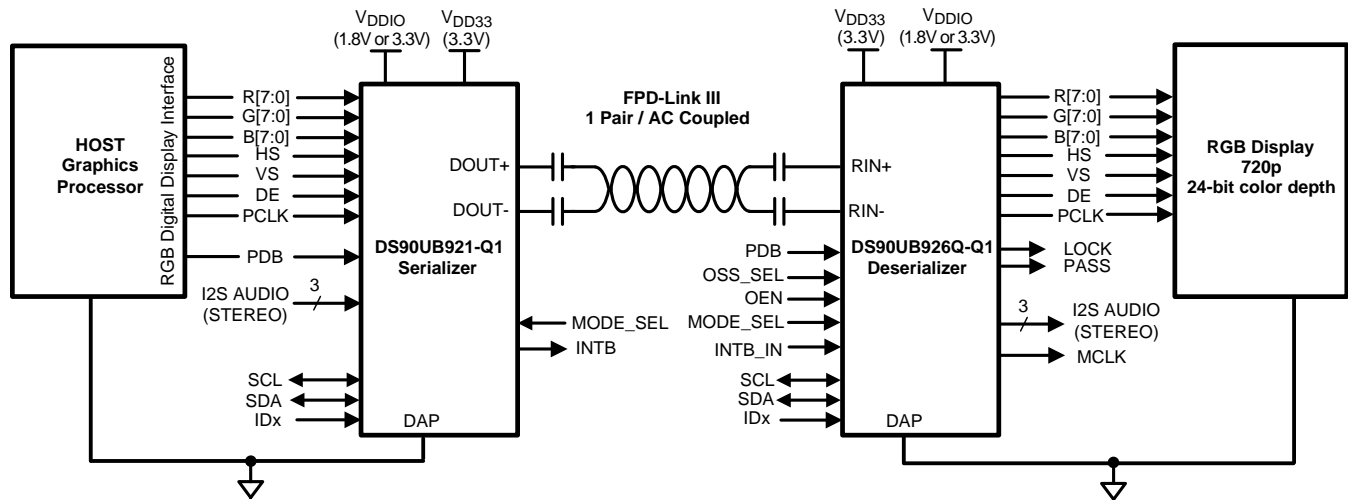 VDDIO
(1.8V or 3.3V)
VDD33
(3.3V)
VDD33
(3.3V)
VDDIO
(1.8V or 3.3V)
HOST
Graphics
Processor
RGB Digital Display Interface
R[7:0]
G[7:0]
B[7:0]
HS
VS
DE
PCLK
PDB
3
I2S AUDIO
(STEREO)
SCL
SDA
IDx
DOUT+
DOUT-
DS90UB921-Q1
Serializer
MODE_SEL
INTB
DAP
FPD-Link III
1 Pair / AC Coupled
RIN+
RIN-
PDB
OSS_SEL
OEN
MODE_SEL
INTB_IN
SCL
SDA
IDx
DS90UB926Q-Q1
Deserializer
DAP
R[7:0]
G[7:0]
B[7:0]
HS
VS
DE
PCLK
LOCK
PASS
3
I2S AUDIO
(STEREO)
MCLK
RGB Display
720p
24-bit color depth